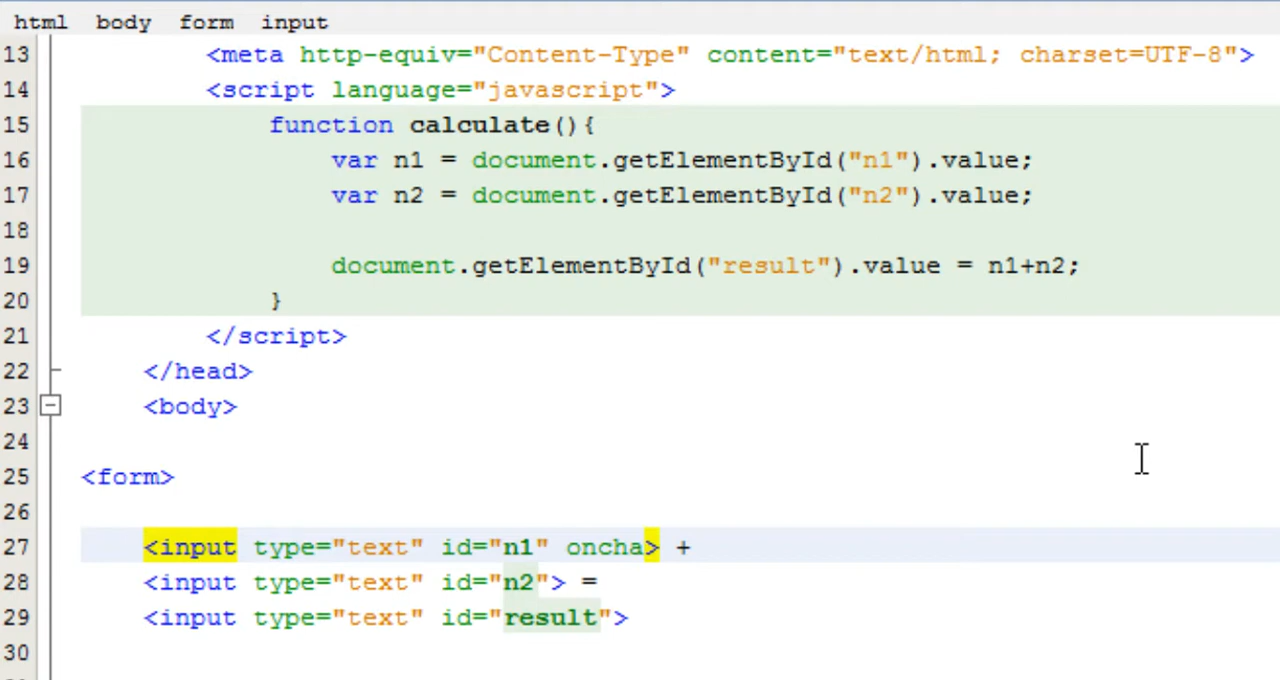 html body form input
13 <meta http-equiv="Content-Type" content="text/html; charset=UTF-8">
14 <script language="javascript">
15 function calculate(){
16 var n1 = document.getElementById("n1").value;
17 var n2 = document.getElementById("n2").value;
18
19 document.getElementById("result").value = n1+n2;
20 }
21 </script>
22 </head>
23 <body>
24
25 <form>
26
27 <input type="text" id="n1" oncha> +
28 <input type="text" id="n2"> =
29 <input type="text" id="result">
30